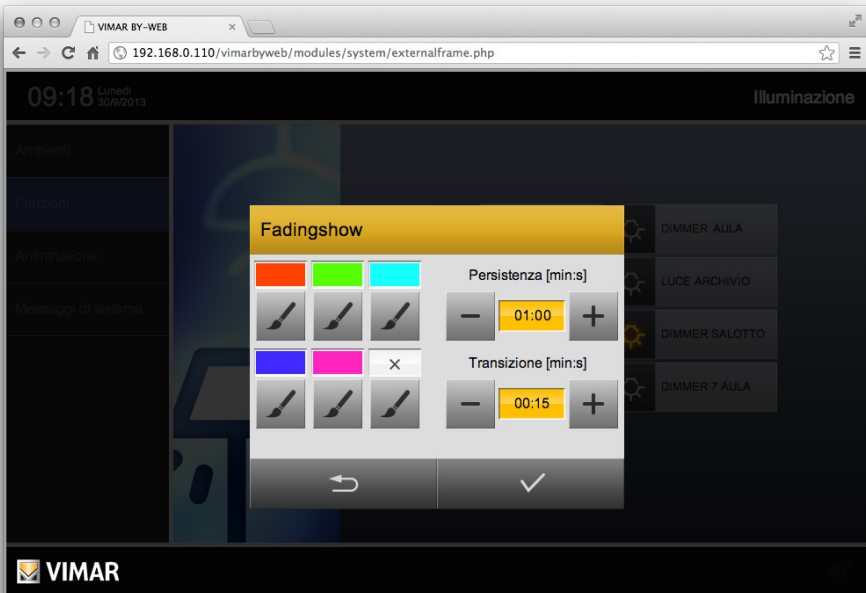 VIMAR BY-WEB
192.168.0.110/vimarbyweb/modules/system/externalframe.php
09:18 Lunedì
30/9/2013
Illuminazione
Ambienti
Funzioni
Antintrusione
Messaggi di sistema
Fadingshow
Persistenza [min:s]
01:00
Transizione [min:s]
00:15
DIMMER AULA
LUCE ARCHIVIO
DIMMER SALOTTO
DIMMER 7 AULA
VIMAR